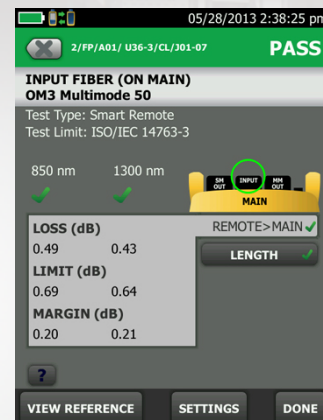 05/28/2013 2:38:25 pm
2/FP/A01/ U36-3/CL/J01-07
PASS
INPUT FIBER (ON MAIN)
OM3 Multimode 50
Test Type: Smart Remote
Test Limit: ISO/IEC 14763-3
850 nm 1300 nm
SM OUT INPUT MM OUT
MAIN
LOSS (dB) REMOTE>MAIN
0.49 0.43
LENGTH
LIMIT (dB)
0.69 0.64
MARGIN (dB)
0.20 0.21
?
VIEW REFERENCE SETTINGS DONE